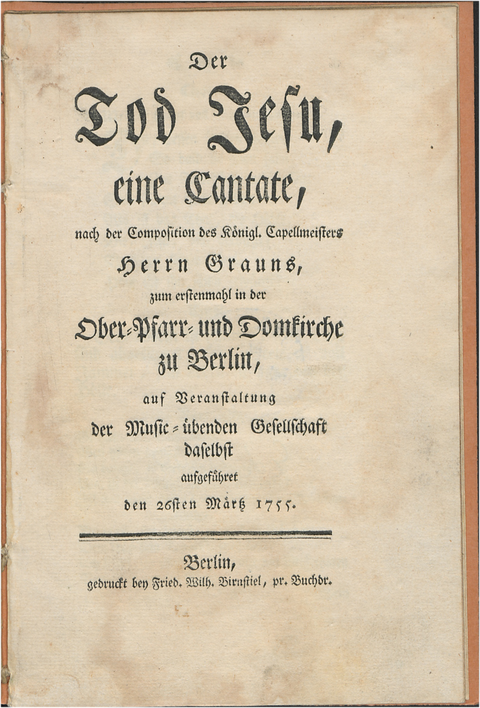 Der
Tod Jesu,
eine Cantate,
nach der Composition des Königl. Capellmeisters
Herrn Grauns,
zum erstenmahl in der
Ober-Pfarr- und Domkirche
zu Berlin,
auf Veranstaltung
der Music-übenden Gesellschaft
daselbst
aufgeführet
den 26sten Märtz 1755.
Berlin,
gedruckt bey Fried. Wilh. Birnstiel, pr. Buchdr.